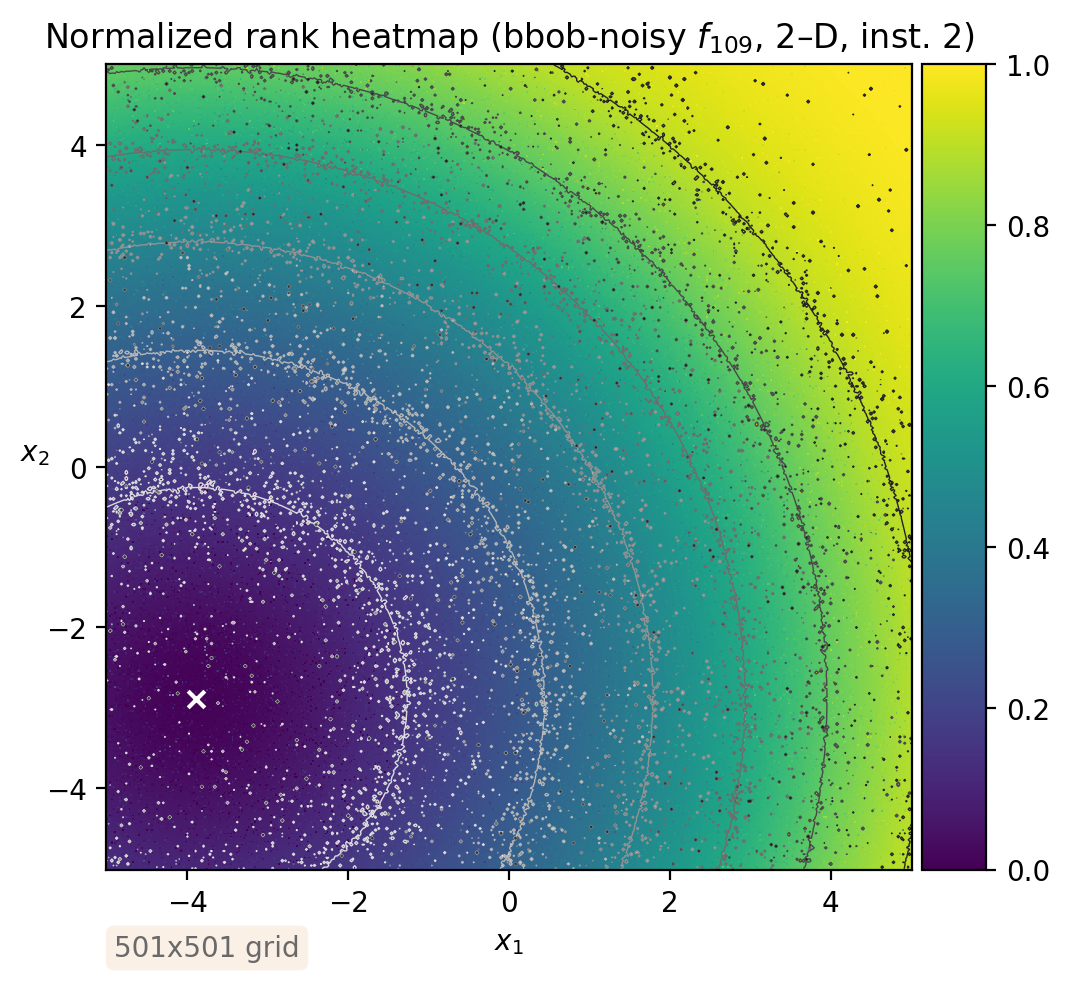 Normalized rank heatmap (bbob-noisy f₁₀₉, 2–D, inst. 2)
1.0
0.8
0.6
0.4
0.2
0.0
x₂
4
2
0
−2
−4
−4 −2 0 2 4
x₁
501x501 grid